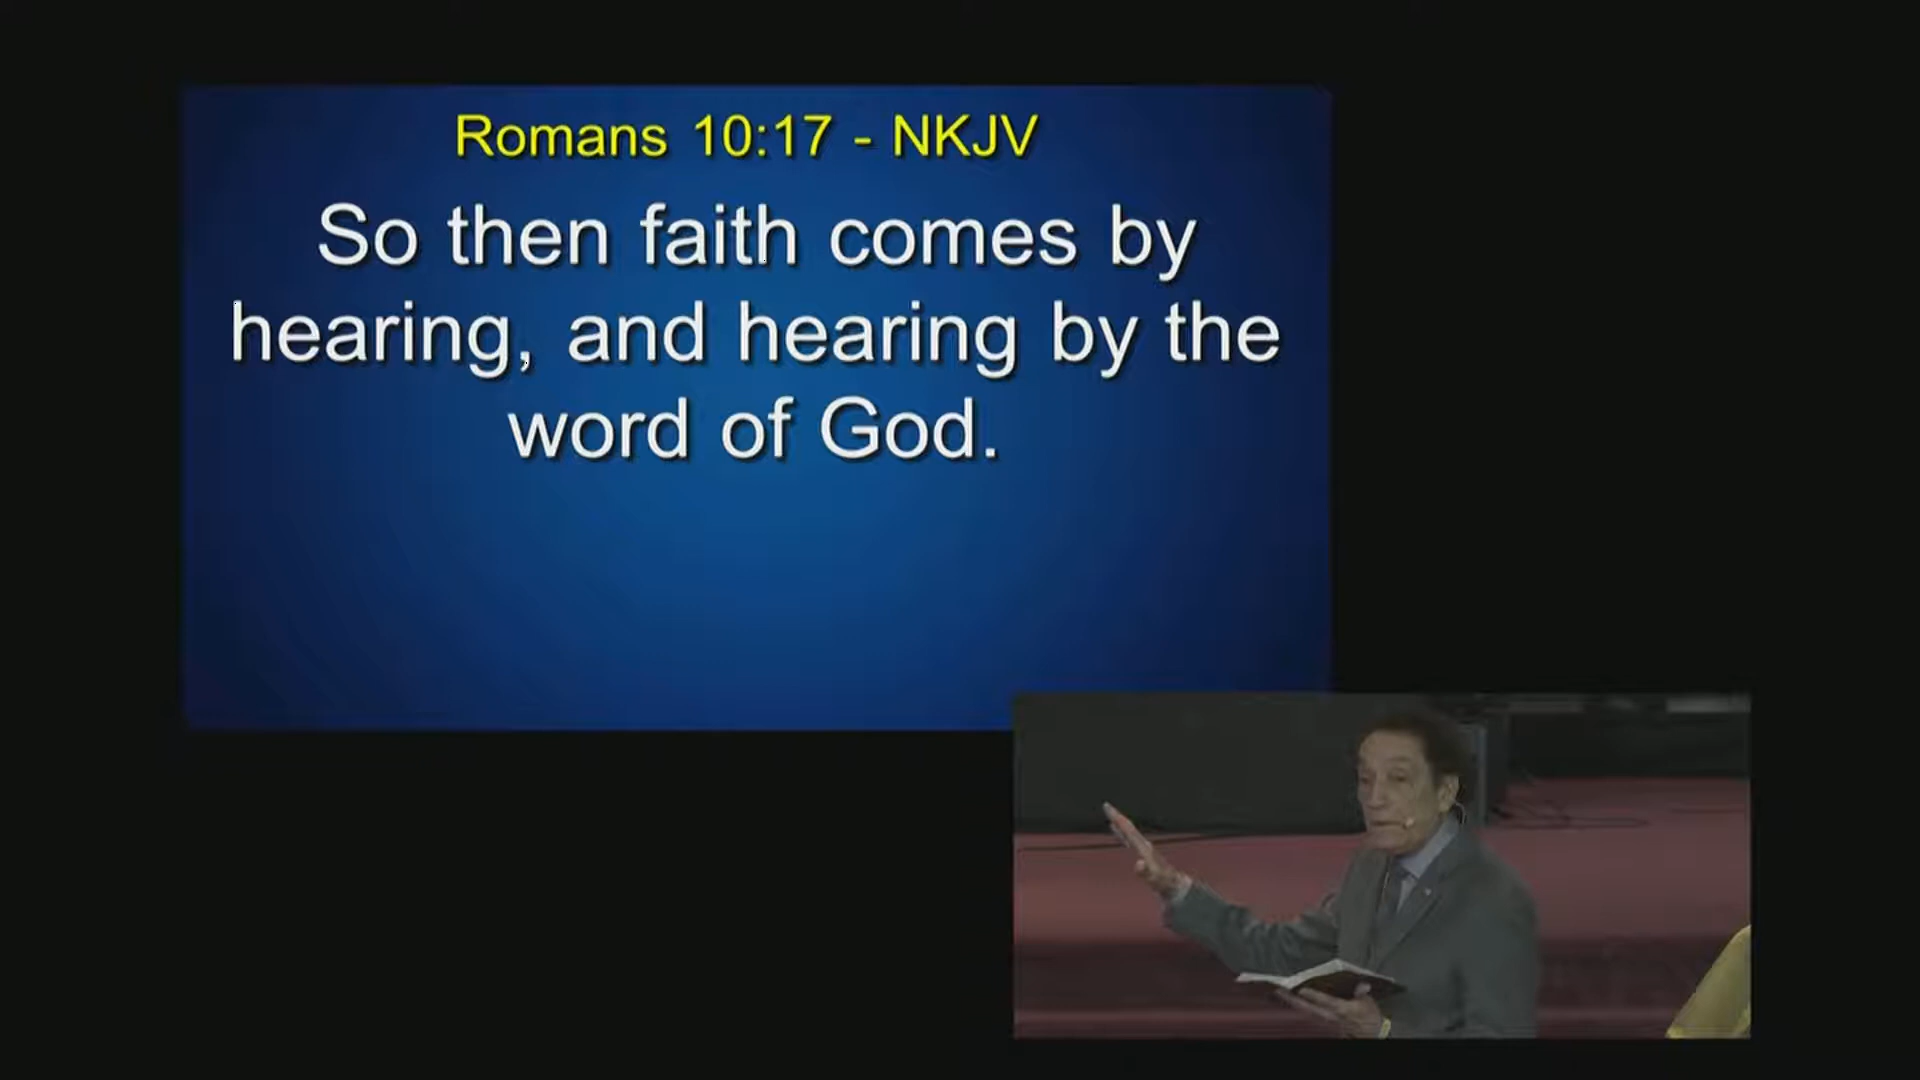 Romans 10:17 - NKJV
So then faith comes by
hearing, and hearing by the
word of God.